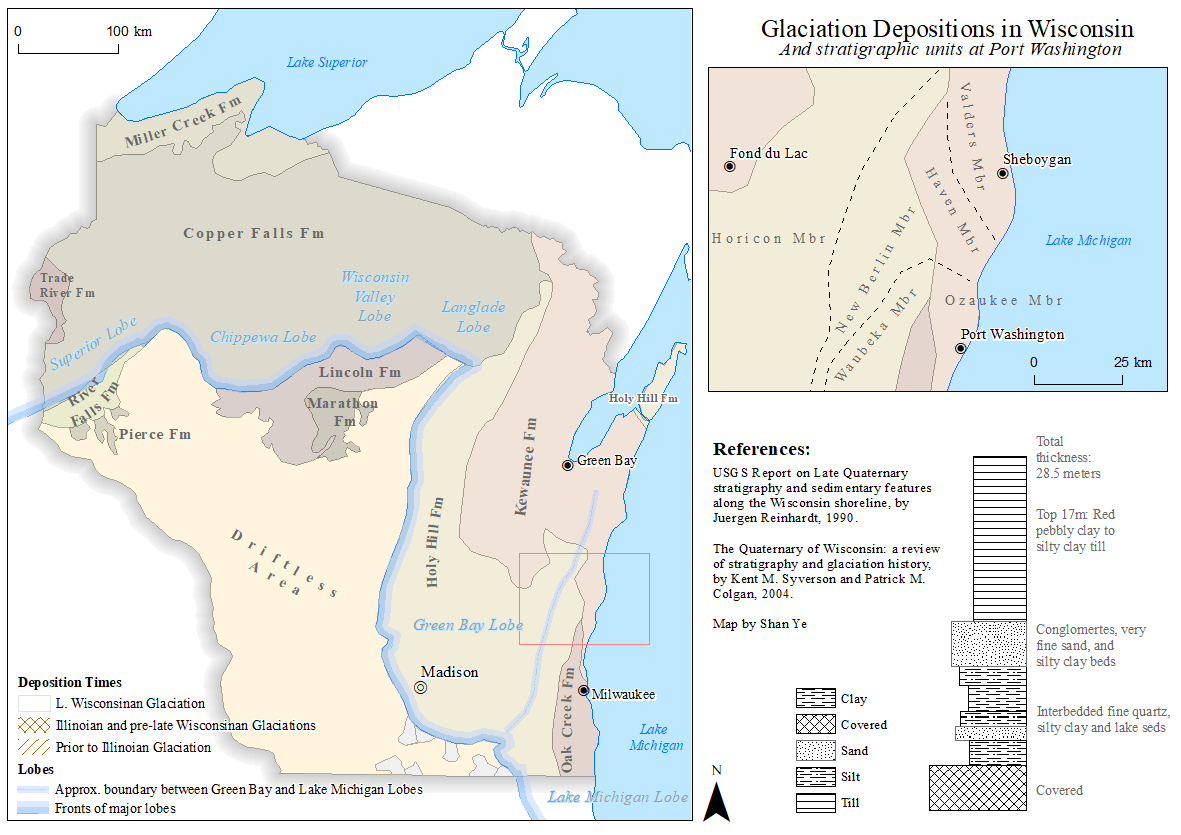 0 100 km
Lake Superior
Miller Creek Fm
Copper Falls Fm
Trade
River Fm
Wisconsin
Valley
Lobe
Langlade
Lobe
Superior Lobe
Chippewa Lobe
Lincoln Fm
River
Falls Fm
Marathon
Fm
Pierce Fm
Holy Hill Fm
Kewaunee Fm
Green Bay
Holy Hill Fm
Driftless
Area
Green Bay Lobe
Madison
Oak Creek Fm
Milwaukee
Lake
Michigan
Lake Michigan Lobe
Deposition Times
L. Wisconsinan Glaciation
Illinoian and pre-late Wisconsinan Glaciations
Prior to Illinoian Glaciation
Lobes
Approx. boundary between Green Bay and Lake Michigan Lobes
Fronts of major lobes
Glaciation Depositions in Wisconsin
And stratigraphic units at Port Washington
Fond du Lac
Valders Mbr
Sheboygan
Haven Mbr
Horicon Mbr
New Berlin Mbr
Lake Michigan
Waubeka Mbr
Ozaukee Mbr
Port Washington
0 25 km
References:
USGS Report on Late Quaternary
stratigraphy and sedimentary features
along the Wisconsin shoreline, by
Juergen Reinhardt, 1990.
The Quaternary of Wisconsin: a review
of stratigraphy and glaciation history,
by Kent M. Syverson and Patrick M.
Colgan, 2004.
Map by Shan Ye
Clay
Covered
Sand
Silt
Till
N
Total
thickness:
28.5 meters
Top 17m: Red
pebbly clay to
silty clay till
Conglomertes, very
fine sand, and
silty clay beds
Interbedded fine quartz,
silty clay and lake seds
Covered